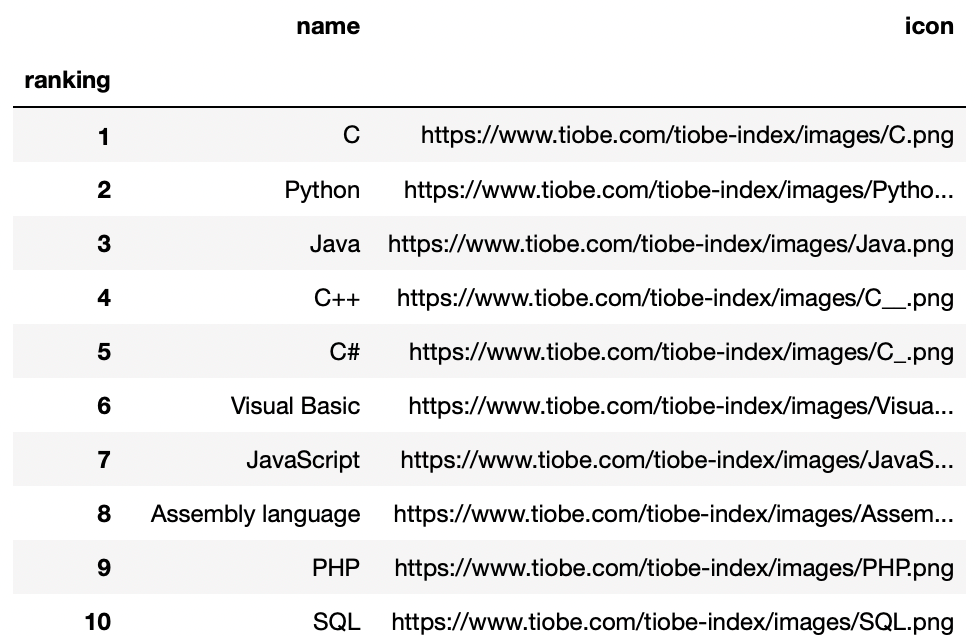 name icon
ranking
1 C https://www.tiobe.com/tiobe-index/images/C.png
2 Python https://www.tiobe.com/tiobe-index/images/Pytho...
3 Java https://www.tiobe.com/tiobe-index/images/Java.png
4 C++ https://www.tiobe.com/tiobe-index/images/C__.png
5 C# https://www.tiobe.com/tiobe-index/images/C_.png
6 Visual Basic https://www.tiobe.com/tiobe-index/images/Visua...
7 JavaScript https://www.tiobe.com/tiobe-index/images/JavaS...
8 Assembly language https://www.tiobe.com/tiobe-index/images/Assem...
9 PHP https://www.tiobe.com/tiobe-index/images/PHP.png
10 SQL https://www.tiobe.com/tiobe-index/images/SQL.png